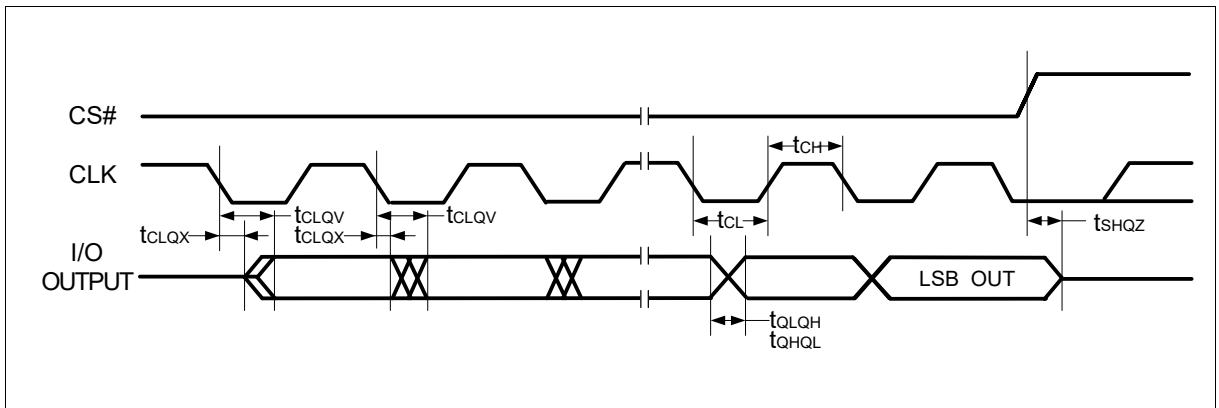 CS#
CLK
tCH
tCLQV
tCLQV
tCLQX
tCLQX
tCL
tSHQZ
I/O
OUTPUT
LSB OUT
tQLQH
tQHQL